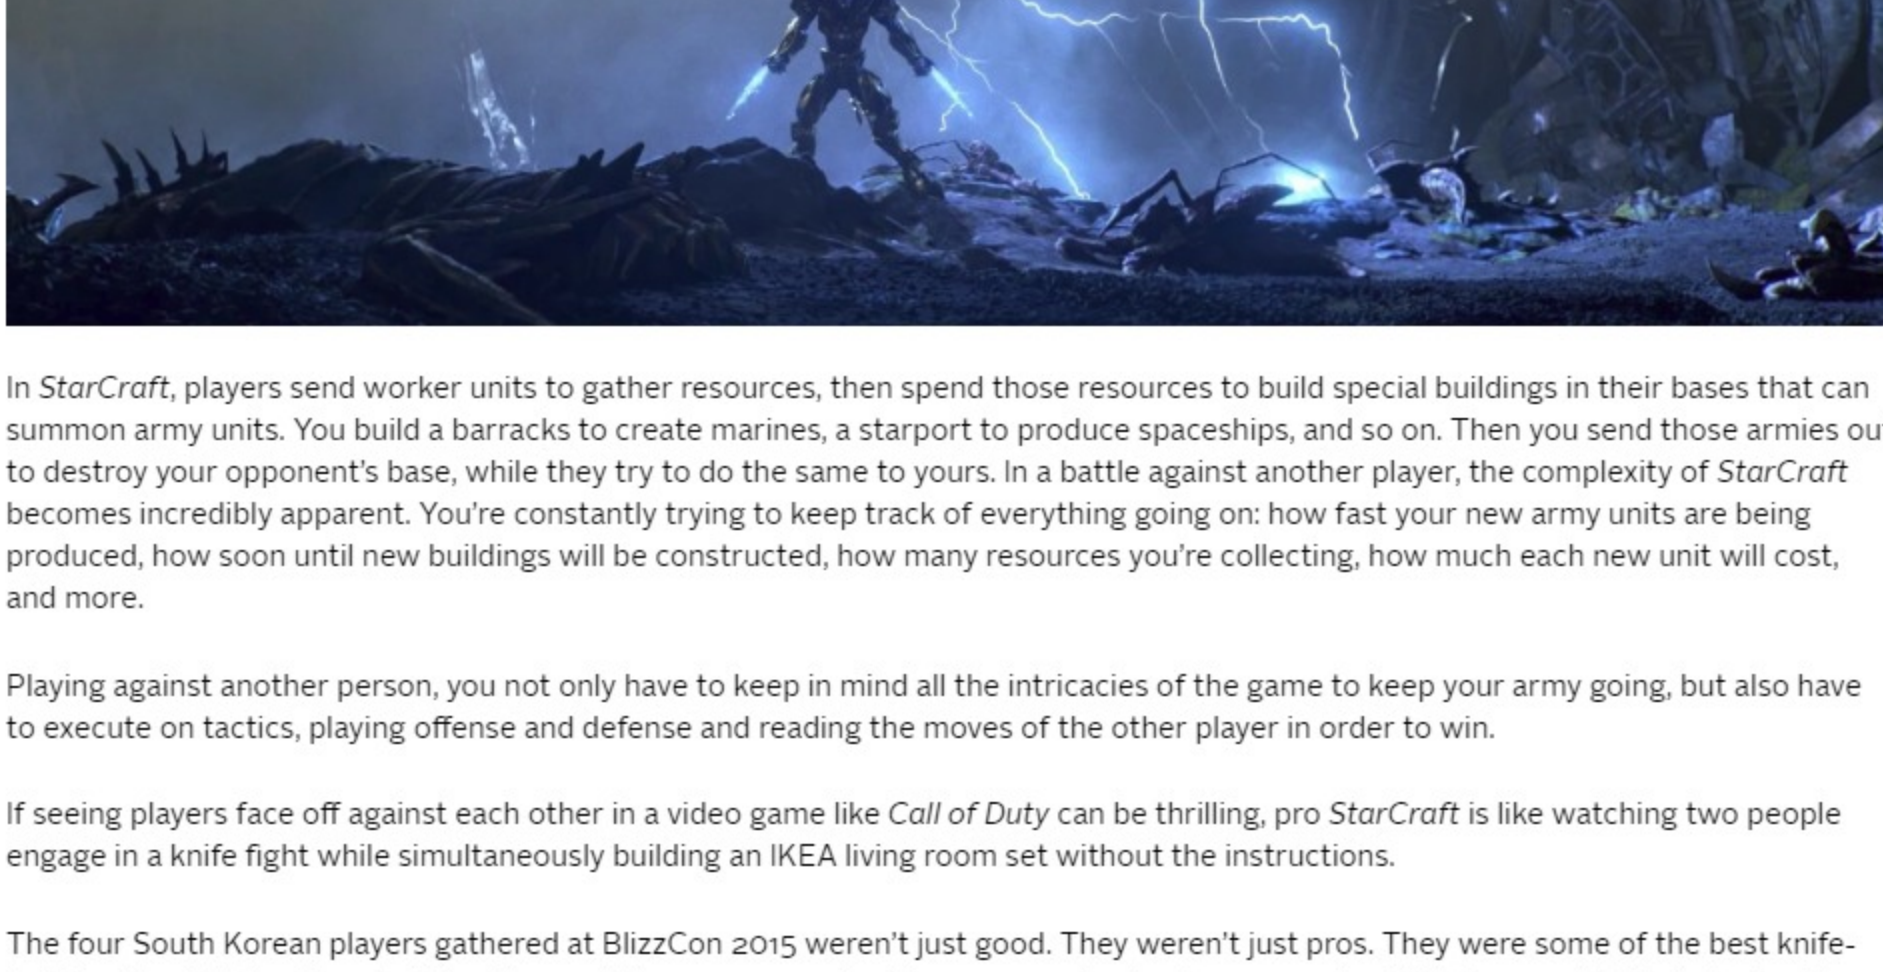 In StarCraft, players send worker units to gather resources, then spend those resources to build special buildings in their bases that can
summon army units. You build a barracks to create marines, a starport to produce spaceships, and so on. Then you send those armies ou
to destroy your opponent's base, while they try to do the same to yours. In a battle against another player, the complexity of StarCraft
becomes incredibly apparent. You're constantly trying to keep track of everything going on: how fast your new army units are being
produced, how soon until new buildings will be constructed, how many resources you're collecting, how much each new unit will cost,
and more.
Playing against another person, you not only have to keep in mind all the intricacies of the game to keep your army going, but also have
to execute on tactics, playing offense and defense and reading the moves of the other player in order to win.
If seeing players face off against each other in a video game like Call of Duty can be thrilling, pro StarCraft is like watching two people
engage in a knife fight while simultaneously building an IKEA living room set without the instructions.
The four South Korean players gathered at BlizzCon 2015 weren't just good. They weren't just pros. They were some of the best knife-